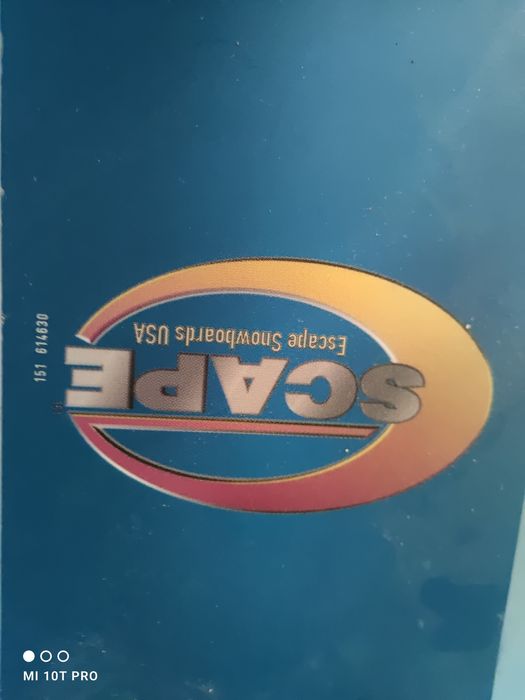 SCAPE
Escape Snowboards USA
151 614630
MI 10T PRO